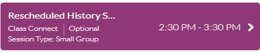 Rescheduled History S...
Class Connect | Optional
2:30 PM - 3:30 PM
Session Type: Small Group